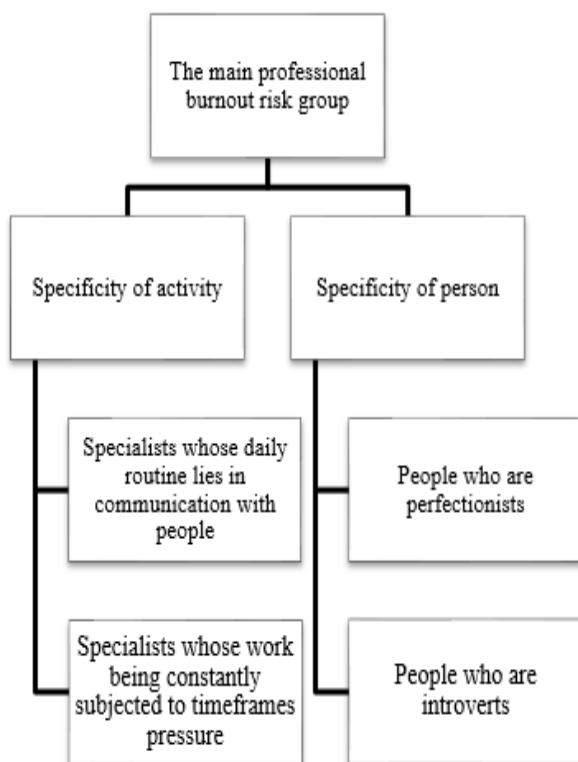 The main professional
burnout risk group
Specificity of activity
Specificity of person
Specialists whose daily
routine lies in
communication with
people
People who are
perfectionists
Specialists whose work
being constantly
subjected to timeframes
pressure
People who are
introverts